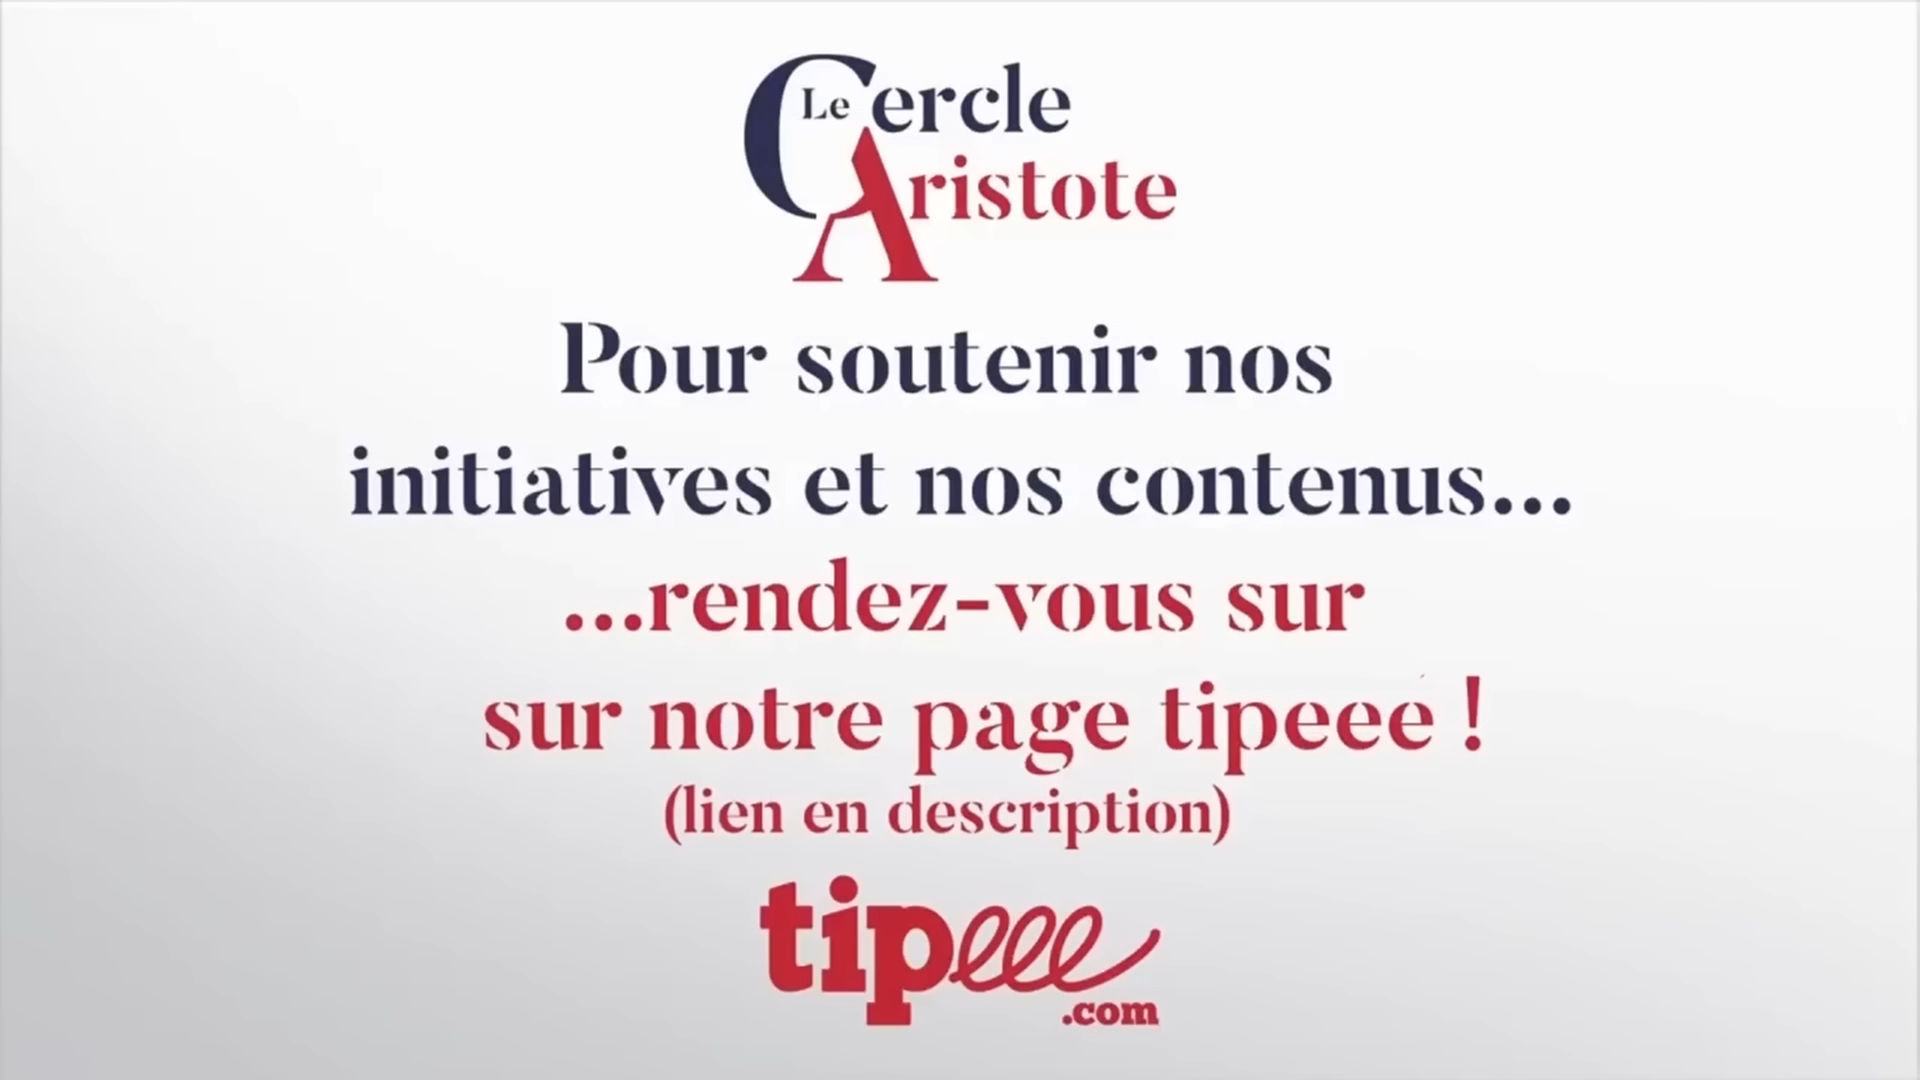 Le Cercle
Aristote
Pour soutenir nos
initiatives et nos contenus...
...rendez-vous sur
sur notre page tipeee !
(lien en description)
tipeee
.com